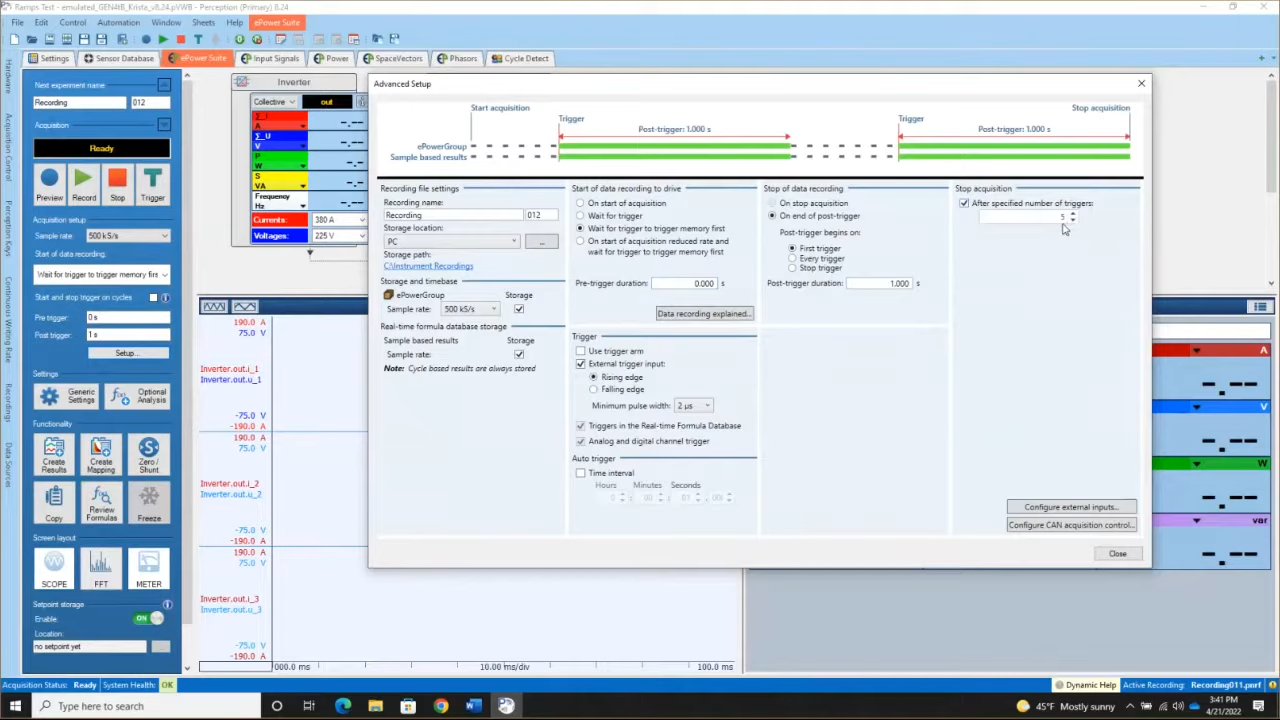 Ramps Test - emulated_GEN4tB_Krista_v8.24.pVWB - Perception (Primary) 8.24
File Edit Control Automation Window Sheets Help ePower Suite
Settings Sensor Database ePower Suite Input Signals Power SpaceVectors Phasors Cycle Detect
Hardware
Acquisition Control
Perception Keys
Continuous Writing Rate
Recordings
Data Sources
Next experiment name
Recording 012
Acquisition
Ready
Preview Record Stop Trigger
Acquisition setup
Sample rate: 500 kS/s
Start of data recording:
Wait for trigger to trigger memory first
Start and stop trigger on cycles
Pre trigger: 0 s
Post trigger: 1 s
Setup...
Settings
Generic Settings Optional Analysis
Functionality
Create Results Create Mapping Zero / Shunt
Copy Review Formulas Freeze
Screen layout
SCOPE FFT METER
Setpoint storage
Enable: ON
Location:
no setpoint yet ...
Inverter
Collective out
Σ_I
A -.--
Σ_U
V -.--
P
W -.--
S
VA -.--
Frequency
Hz -.--
Currents: 380 A
Voltages: 225 V
190.0 A
75.0 V
Inverter.out.i_1
Inverter.out.u_1
-75.0 V
-190.0 A
190.0 A
75.0 V
Inverter.out.i_2
Inverter.out.u_2
-75.0 V
-190.0 A
190.0 A
75.0 V
Inverter.out.i_3
Inverter.out.u_3
-75.0 V
-190.0 A
000.0 ms 10.00 ms/div 100.0 ms
Advanced Setup
Start acquisition Stop acquisition
Trigger Trigger
Post-trigger: 1.000 s Post-trigger: 1.000 s
ePowerGroup
Sample based results
Recording file settings
Recording name:
Recording 012
Storage location:
PC ...
Storage path:
C:\Instrument Recordings
Storage and timebase
ePowerGroup Storage
Sample rate: 500 kS/s
Real-time formula database storage
Sample based results Storage
Sample rate:
Note: Cycle based results are always stored
Start of data recording to drive
On start of acquisition
Wait for trigger
Wait for trigger to trigger memory first
On start of acquisition reduced rate and
wait for trigger to trigger memory first
Pre-trigger duration: 0.000 s
Data recording explained...
Trigger
Use trigger arm
External trigger input:
Rising edge
Falling edge
Minimum pulse width: 2 µs
Triggers in the Real-time Formula Database
Analog and digital channel trigger
Auto trigger
Time interval
Hours Minutes Seconds
Stop of data recording
On stop acquisition
On end of post-trigger
Post-trigger begins on:
First trigger
Every trigger
Stop trigger
Post-trigger duration: 1.000 s
Stop acquisition
After specified number of triggers:
5
Configure external inputs...
Configure CAN acquisition control...
Close
A
-.--
V
-.--
W
-.--
var
-.--
Acquisition Status: Ready System Health: OK Dynamic Help Active Recording: Recording011.pnrf
Type here to search
45°F Mostly sunny
3:41 PM
4/21/2022